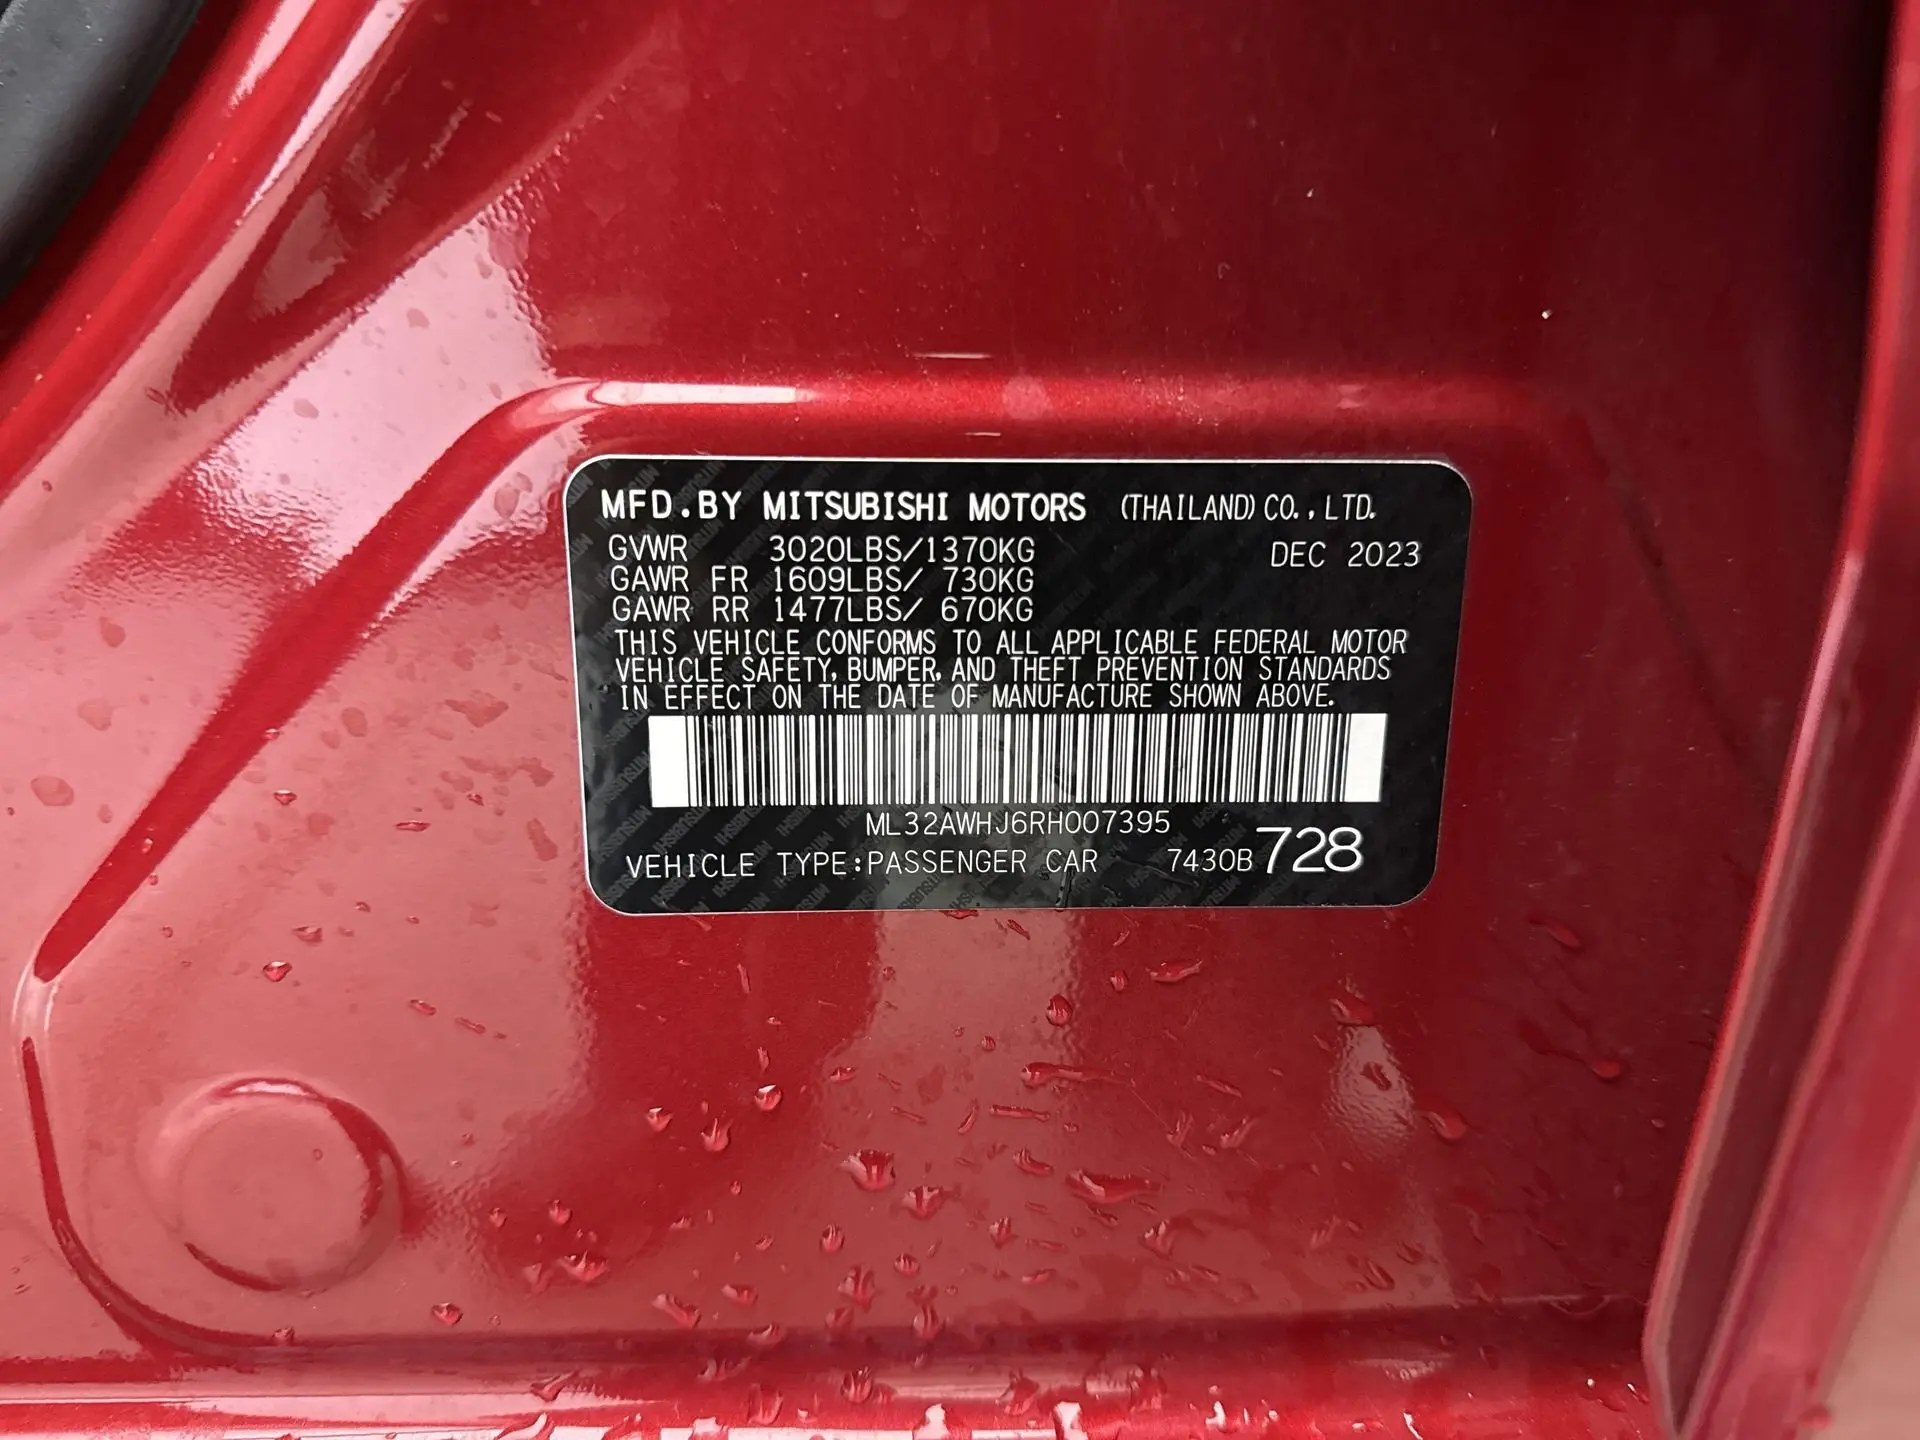 MFD.BY MITSUBISHI MOTORS (THAILAND) CO.,LTD.
GVWR 3020LBS/1370KG DEC 2023
GAWR FR 1609LBS/ 730KG
GAWR RR 1477LBS/ 670KG
THIS VEHICLE CONFORMS TO ALL APPLICABLE FEDERAL MOTOR
VEHICLE SAFETY, BUMPER, AND THEFT PREVENTION STANDARDS
IN EFFECT ON THE DATE OF MANUFACTURE SHOWN ABOVE.
ML32AWHJ6RH007395
VEHICLE TYPE:PASSENGER CAR 7430B 728